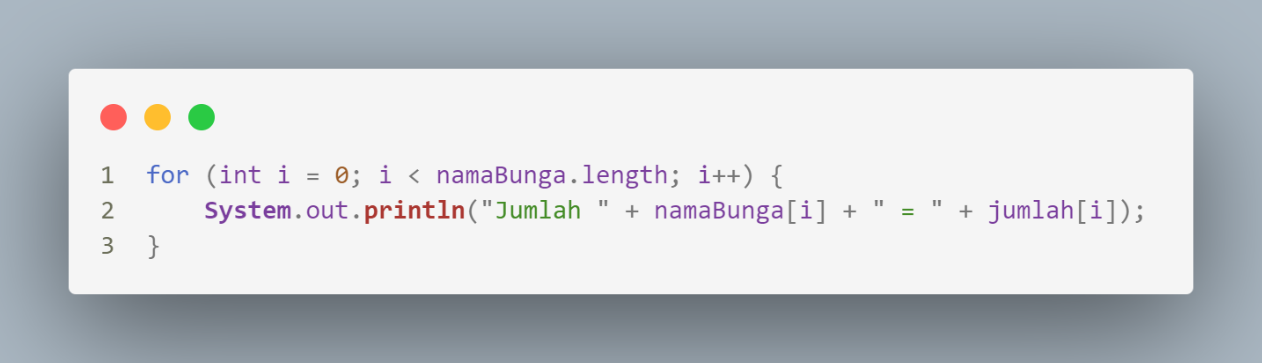 1 for (int i = 0; i < namaBunga.length; i++) {
2     System.out.println("Jumlah " + namaBunga[i] + " = " + jumlah[i]);
3 }